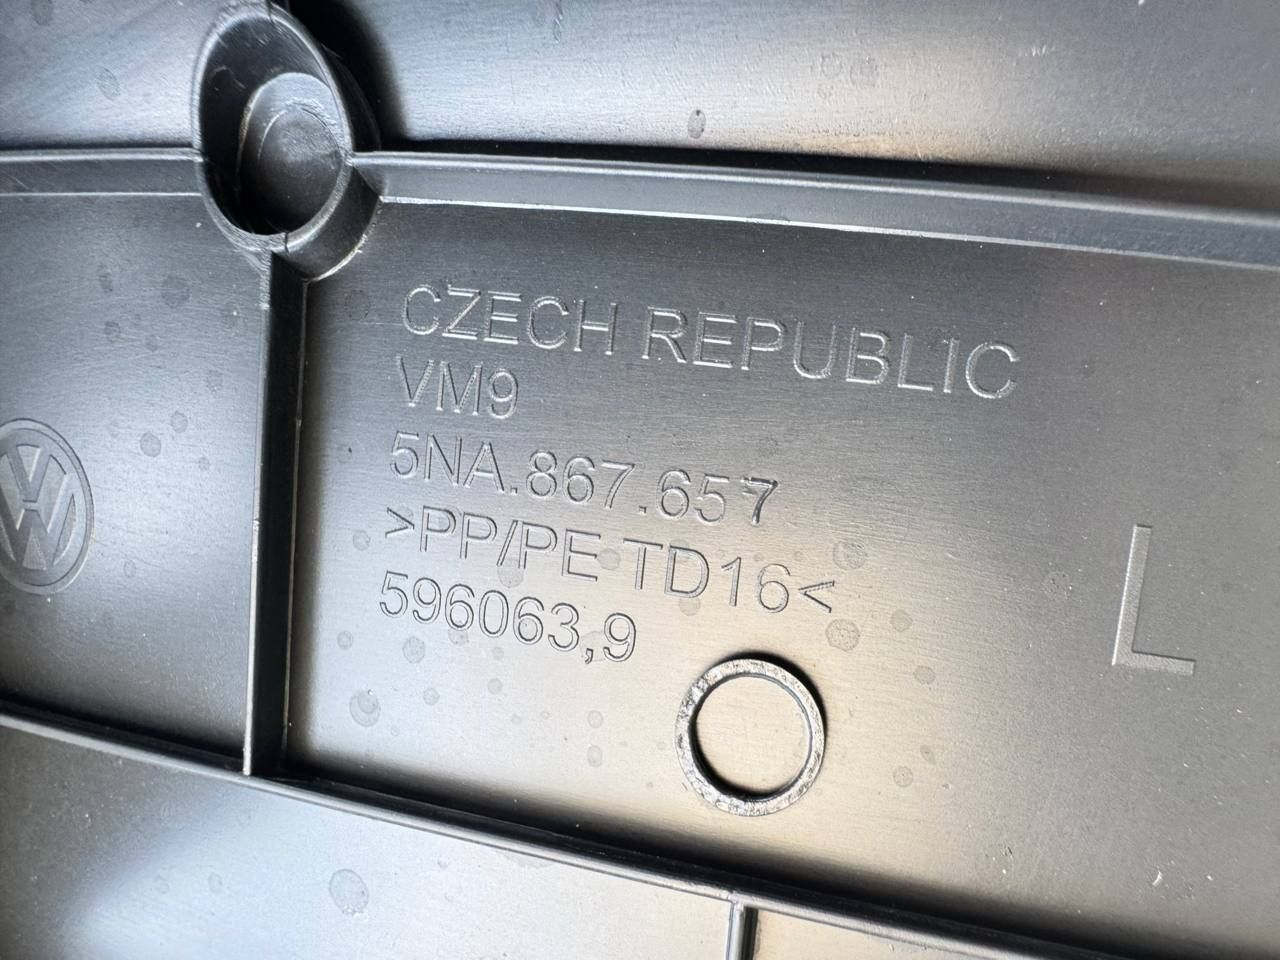 CZECH REPUBLIC
VM9
5NA.867.657
>PP/PE TD16<
596063,9
L